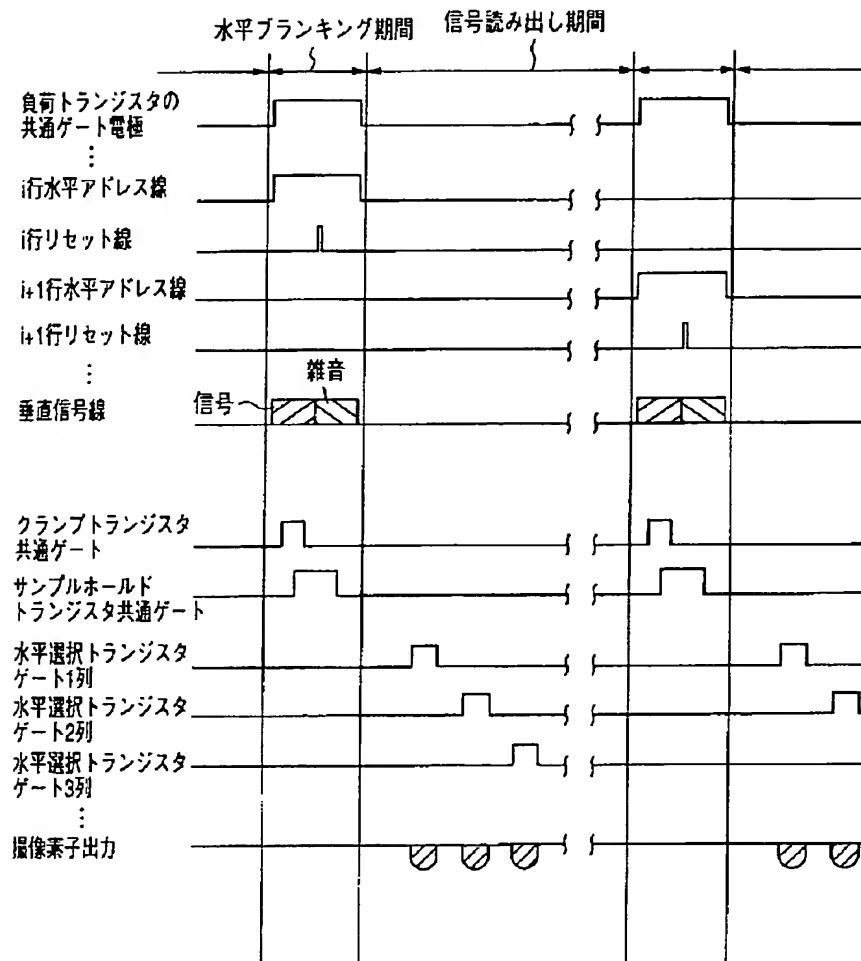 水平ブランキング期間
信号読み出し期間
負荷トランジスタの
共通ゲート電極
⋮
i行水平アドレス線
i行リセット線
i+1行水平アドレス線
i+1行リセット線
⋮
雑音
信号
垂直信号線
クランプトランジスタ
共通ゲート
サンプルホールド
トランジスタ共通ゲート
水平選択トランジスタ
ゲート1列
水平選択トランジスタ
ゲート2列
水平選択トランジスタ
ゲート3列
⋮
撮像素子出力